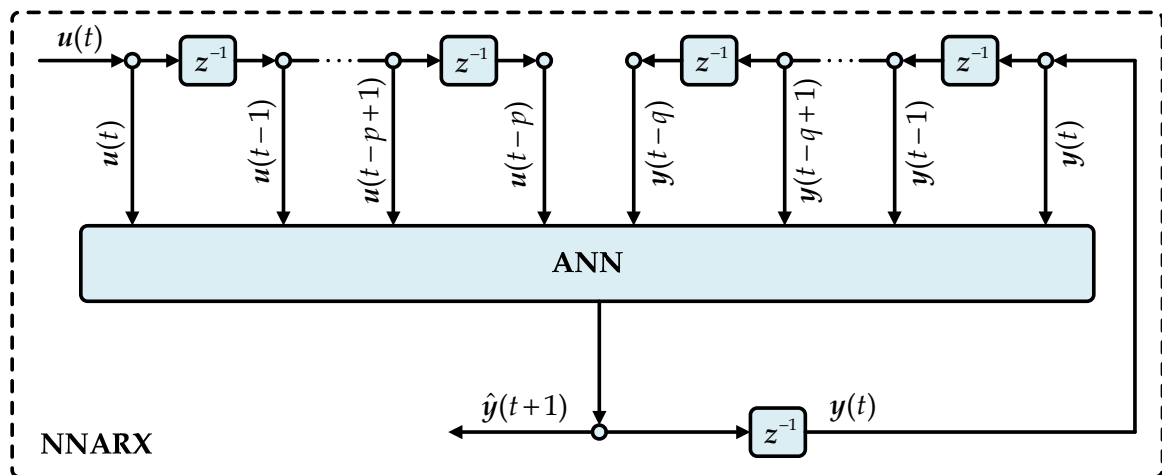 u(t)
z⁻¹
· · ·
z⁻¹
z⁻¹
· · ·
z⁻¹
u(t)
u(t − 1)
u(t − p + 1)
u(t − p)
y(t − q)
y(t − q + 1)
y(t − 1)
y(t)
ANN
ŷ(t+1)
z⁻¹
y(t)
NNARX